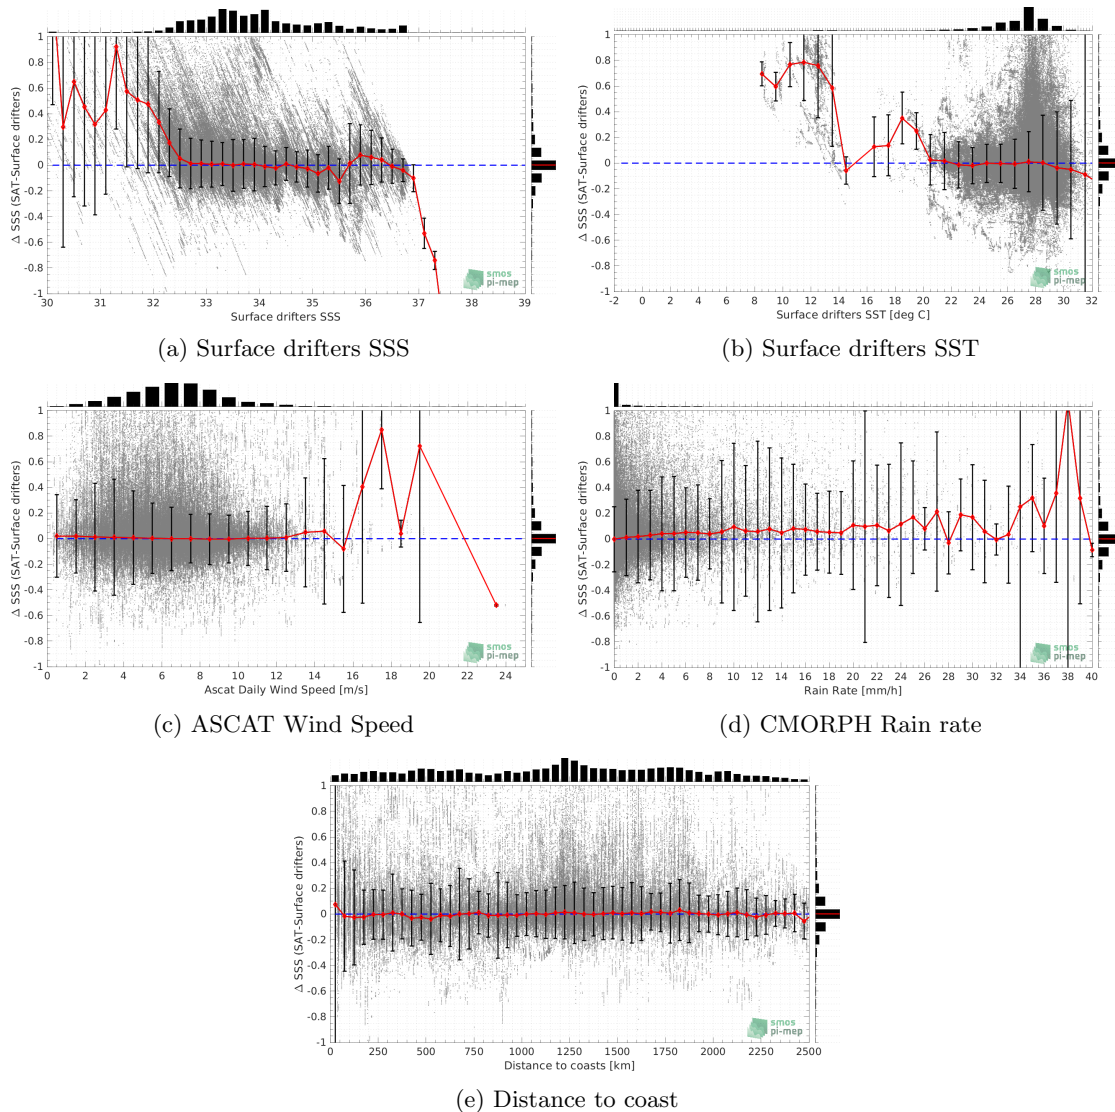 1
0.8
0.6
0.4
0.2
0
-0.2
-0.4
-0.6
-0.8
-1
Δ SSS (SAT-Surface drifters)
30 31 32 33 34 35 36 37 38 39
Surface drifters SSS
smos
pi-mep
(a) Surface drifters SSS
1
0.8
0.6
0.4
0.2
0
-0.2
-0.4
-0.6
-0.8
-1
Δ SSS (SAT-Surface drifters)
-2 0 2 4 6 8 10 12 14 16 18 20 22 24 26 28 30 32
Surface drifters SST [deg C]
smos
pi-mep
(b) Surface drifters SST
1
0.8
0.6
0.4
0.2
0
-0.2
-0.4
-0.6
-0.8
-1
Δ SSS (SAT-Surface drifters)
0 2 4 6 8 10 12 14 16 18 20 22 24
Ascat Daily Wind Speed [m/s]
smos
pi-mep
(c) ASCAT Wind Speed
1
0.8
0.6
0.4
0.2
0
-0.2
-0.4
-0.6
-0.8
-1
Δ SSS (SAT-Surface drifters)
0 2 4 6 8 10 12 14 16 18 20 22 24 26 28 30 32 34 36 38 40
Rain Rate [mm/h]
smos
pi-mep
(d) CMORPH Rain rate
1
0.8
0.6
0.4
0.2
0
-0.2
-0.4
-0.6
-0.8
-1
Δ SSS (SAT-Surface drifters)
0 250 500 750 1000 1250 1500 1750 2000 2250 2500
Distance to coasts [km]
smos
pi-mep
(e) Distance to coast